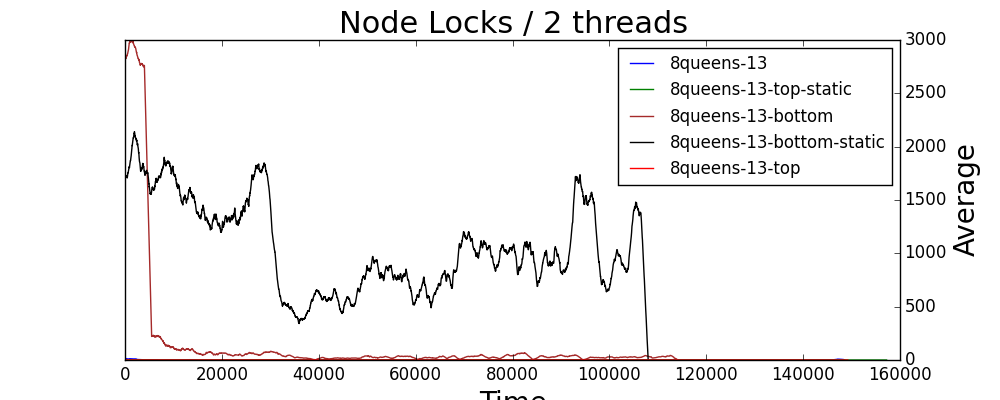 Node Locks / 2 threads
8queens-13
8queens-13-top-static
8queens-13-bottom
8queens-13-bottom-static
8queens-13-top
3000
2500
2000
1500
1000
500
0
Average
0 20000 40000 60000 80000 100000 120000 140000 160000
Time